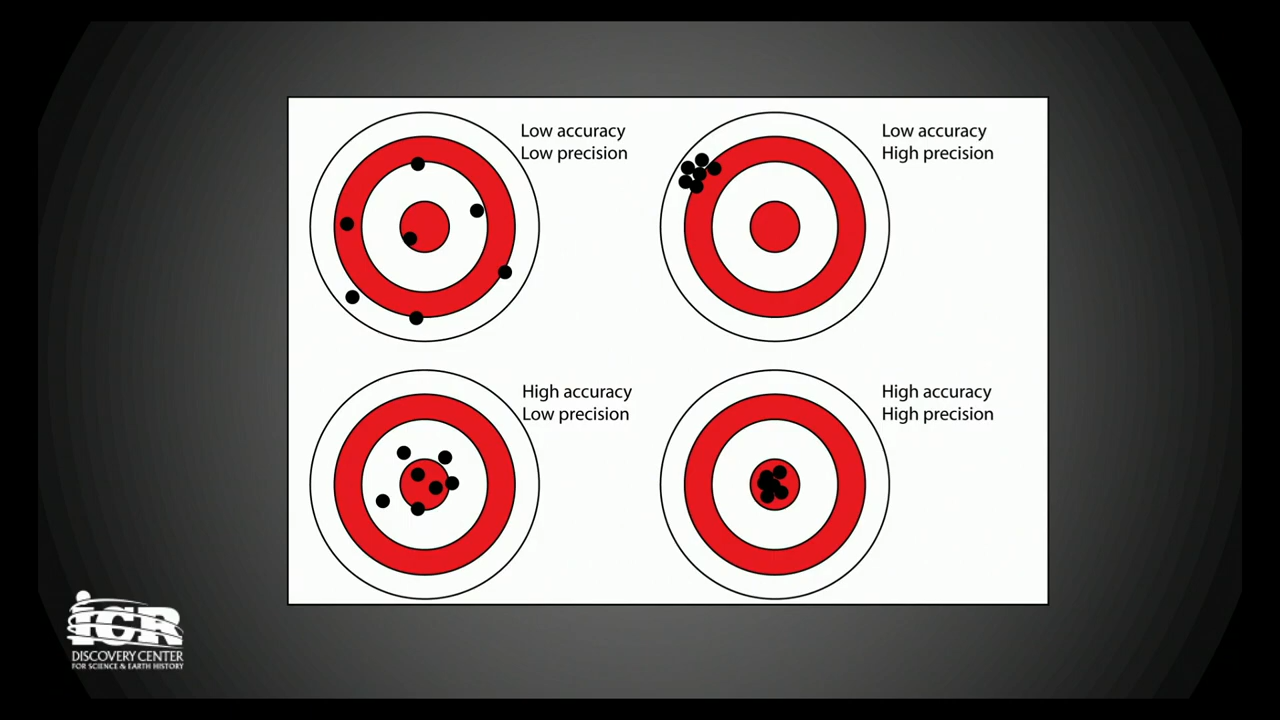 Low accuracy
Low precision
Low accuracy
High precision
High accuracy
Low precision
High accuracy
High precision
iCR
DISCOVERY CENTER
FOR SCIENCE & EARTH HISTORY